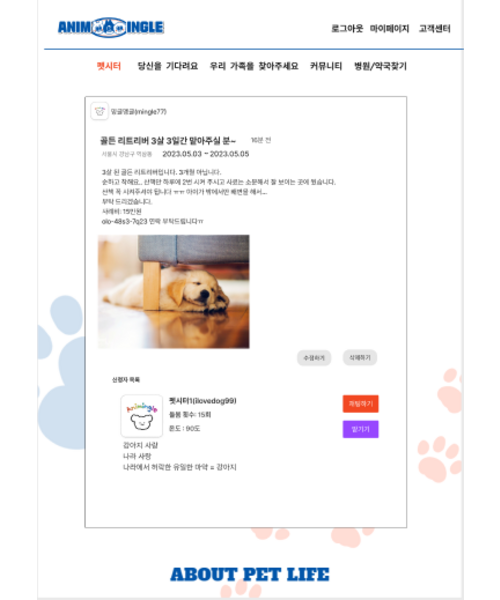 ANIM INGLE
로그아웃 마이페이지 고객센터
펫시터 당신을 기다려요 우리 가족을 찾아주세요 커뮤니티 병원/약국찾기
밍글댕글(mingle77)
골든 리트리버 3살 3일간 맡아주실 분~ 16분 전
서울시 강남구 역삼동 2023.05.03 ~ 2023.05.05
3살 된 골든 리트리버입니다. 3개월 아닙니다.
순하고 착해요.. 산책만 하루에 2번 시켜 주시고 사료는 소분해서 잘 보이는 곳에 뒀습니다.
산책 꼭 시켜주셔야 됩니다 ㅠㅠ 아이가 밖에서만 배변을 해서...
부탁 드리겠습니다.
사례비: 15만원
oio-48s3-7q23 연락 부탁드립니다ㅠ
수정하기 삭제하기
신청자 목록
Animingle
펫시터1(ilovedog99)
돌봄 횟수: 15회
온도 : 90도
채팅하기
맡기기
강아지 사랑
나라 사랑
나라에서 허락한 유일한 마약 = 강아지
ABOUT PET LIFE